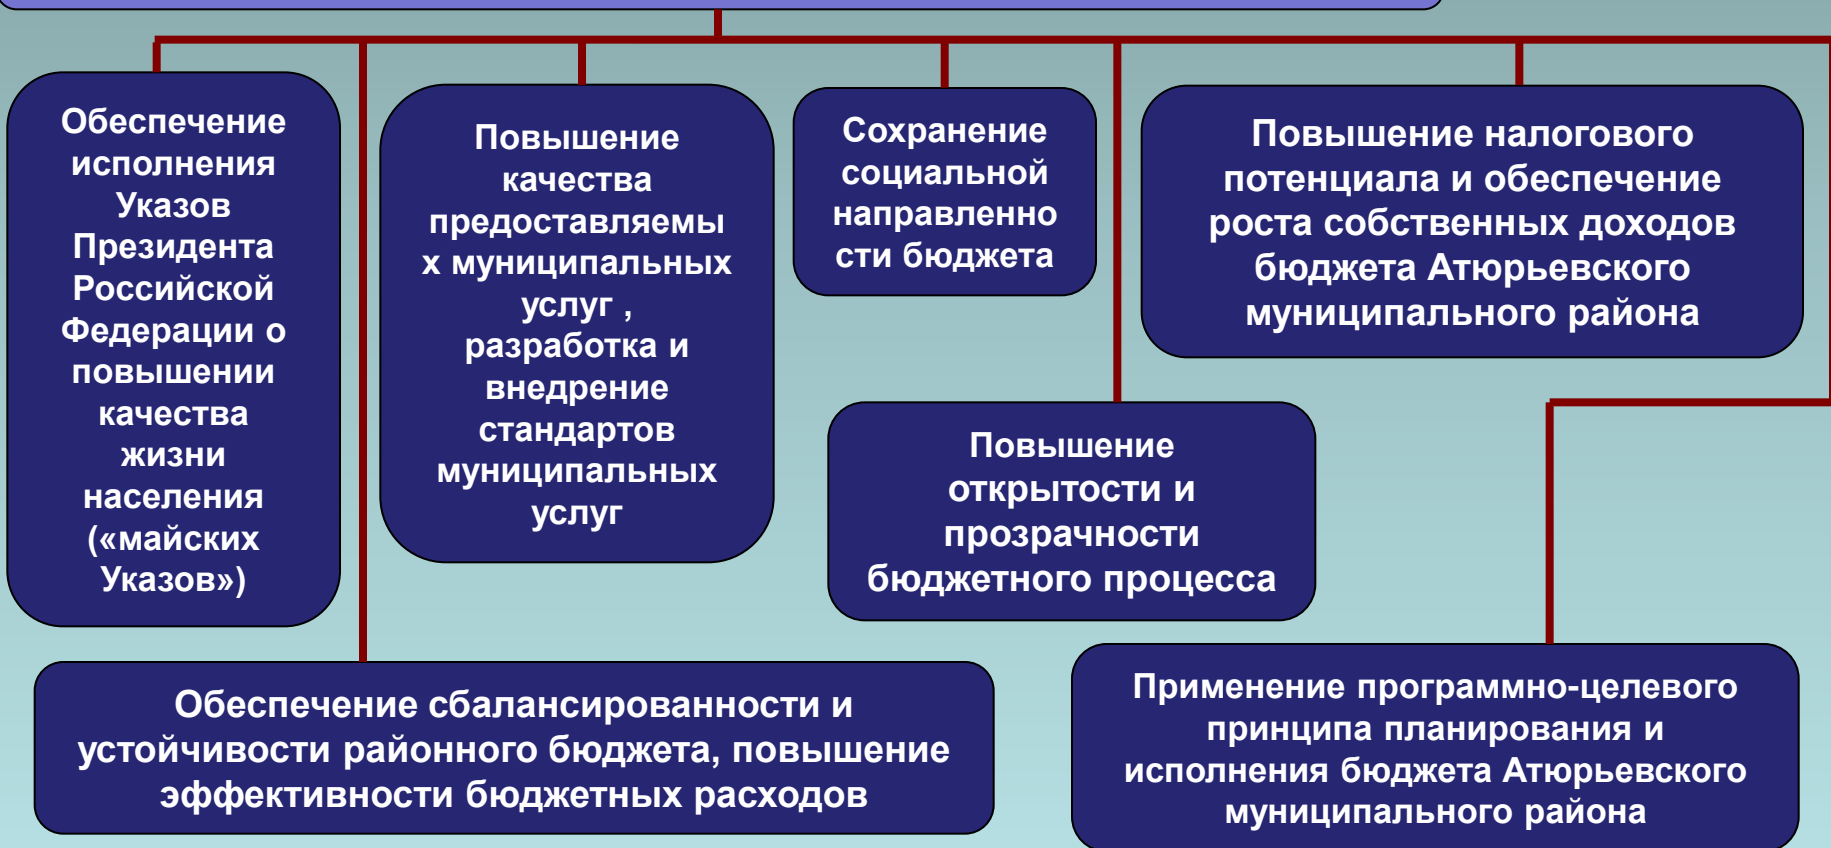 Обеспечение
исполнения
Указов
Президента
Российской
Федерации о
повышении
качества
жизни
населения
(«майских
Указов»)
Повышение
качества
предоставляемы
х муниципальных
услуг ,
разработка и
внедрение
стандартов
муниципальных
услуг
Сохранение
социальной
направленно
сти бюджета
Повышение налогового
потенциала и обеспечение
роста собственных доходов
бюджета Атюрьевского
муниципального района
Повышение
открытости и
прозрачности
бюджетного процесса
Обеспечение сбалансированности и
устойчивости районного бюджета, повышение
эффективности бюджетных расходов
Применение программно-целевого
принципа планирования и
исполнения бюджета Атюрьевского
муниципального района